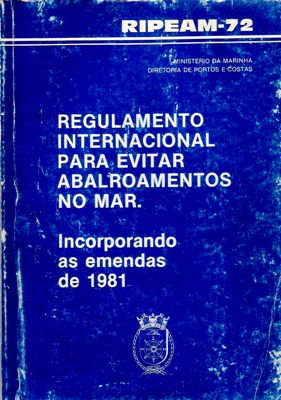 RIPEAM-72
MINISTÉRIO DA MARINHA
DIRETORIA DE PORTOS E COSTAS
REGULAMENTO
INTERNACIONAL
PARA EVITAR
ABALROAMENTOS
NO MAR.
Incorporando
as emendas
de 1981